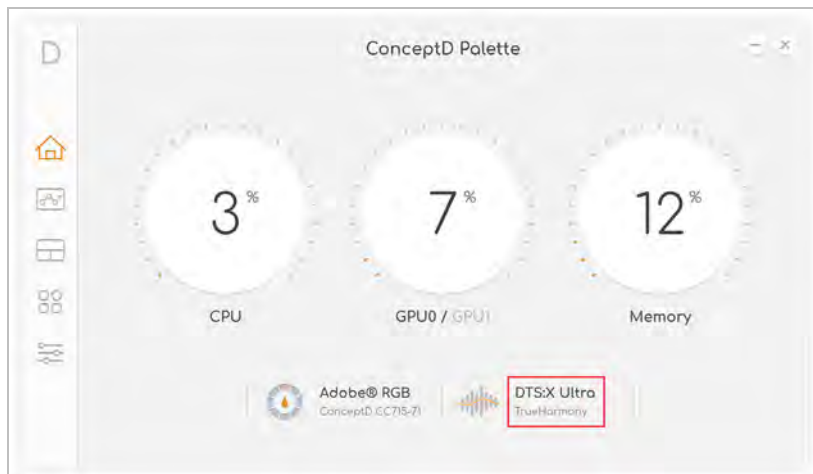 D
ConceptD Palette
3 %
7 %
12 %
CPU
GPU0 / GPU1
Memory
Adobe® RGB
ConceptD CC715-71
DTS:X Ultra
TrueHarmony